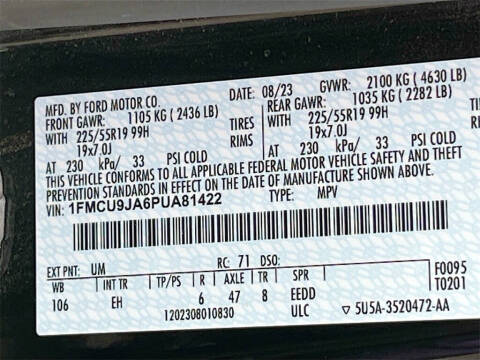 MFD. BY FORD MOTOR CO.
DATE: 08/23 GVWR: 2100 KG (4630 LB)
FRONT GAWR: 1105 KG (2436 LB) REAR GAWR: 1035 KG (2282 LB)
WITH 225/55R19 99H TIRES WITH 225/55R19 99H
19x7.0J RIMS 19x7.0J
AT 230 kPa/ 33 PSI COLD AT 230 kPa/ 33 PSI COLD
THIS VEHICLE CONFORMS TO ALL APPLICABLE FEDERAL MOTOR VEHICLE SAFETY AND THEFT
PREVENTION STANDARDS IN EFFECT ON THE DATE OF MANUFACTURE SHOWN ABOVE.
VIN: 1FMCU9JA6PUA81422 TYPE: MPV
EXT PNT: UM RC: 71 DSO: F0095
WB INT TR TP/PS R AXLE TR SPR T0201
106 EH 6 47 8 EEDD
1202308010830 ULC 5U5A-3520472-AA